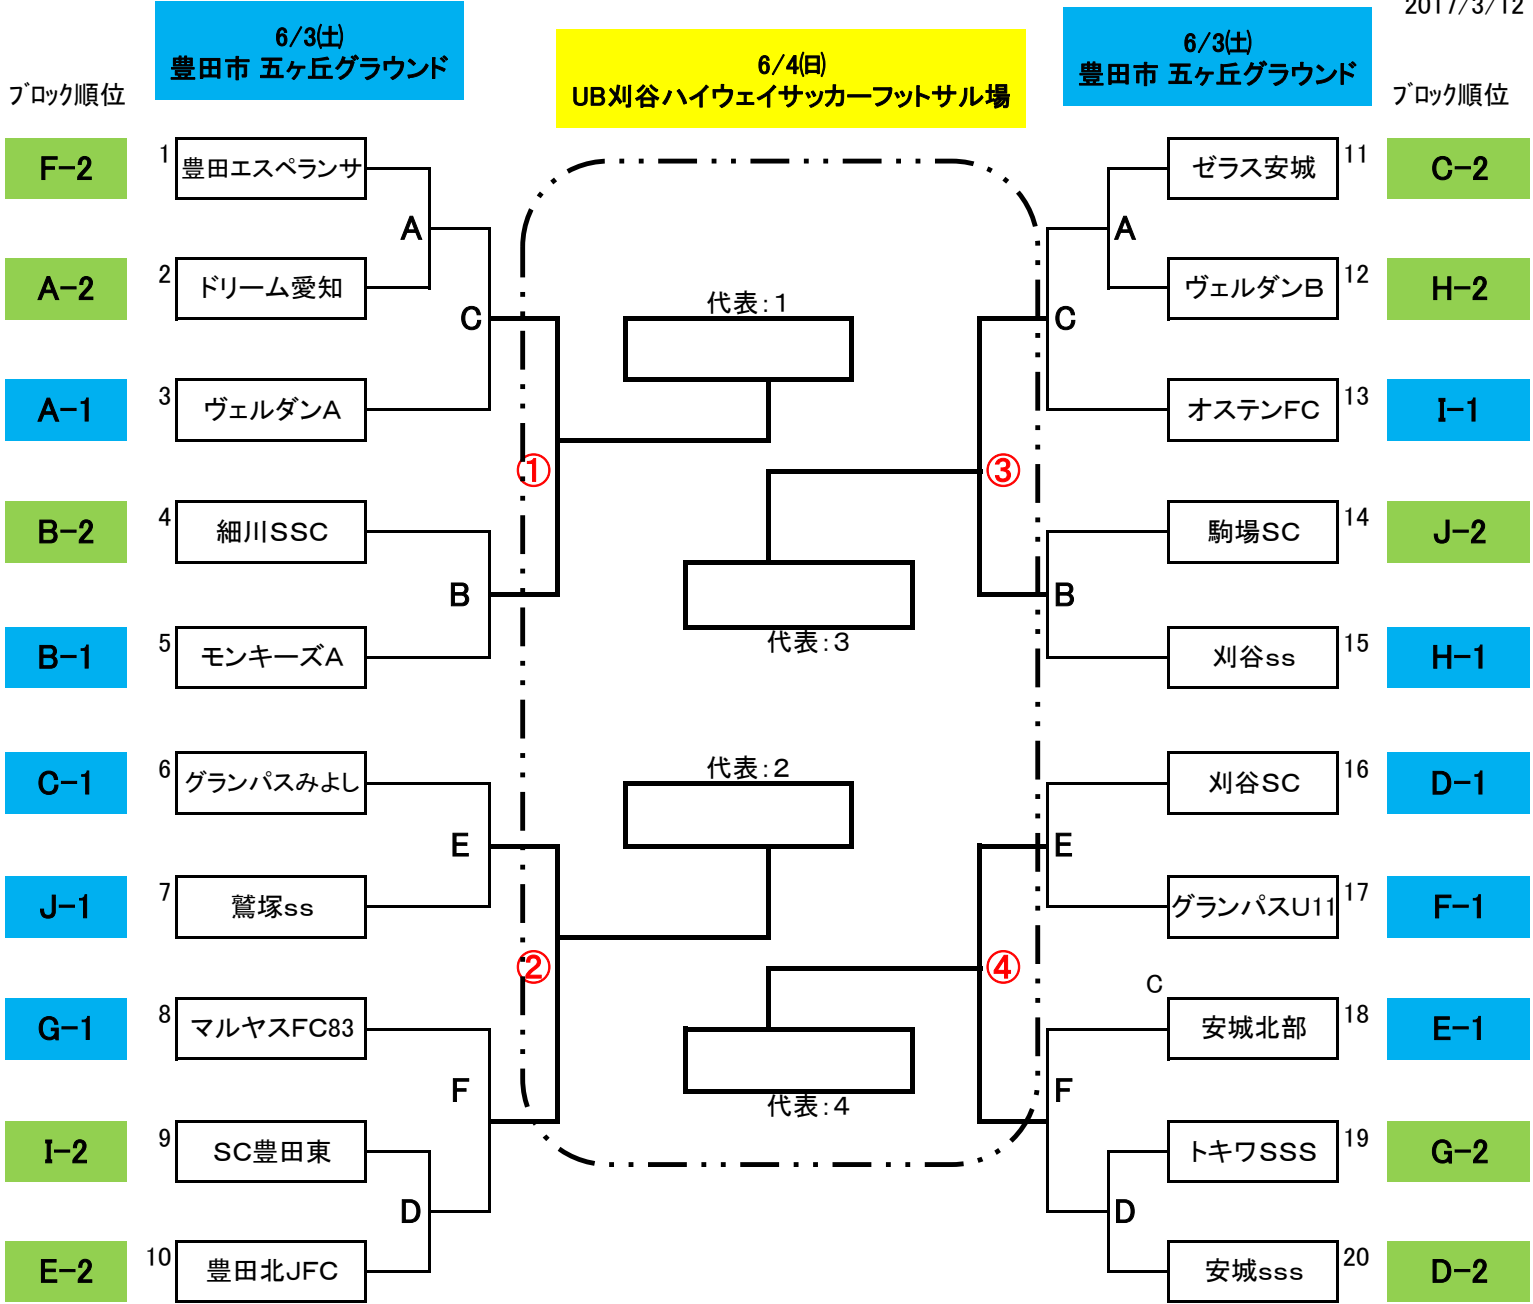 2017/3/12
6/3(土)
豊田市 五ヶ丘グラウンド
6/4(日)
UB刈谷ハイウェイサッカーフットサル場
6/3(土)
豊田市 五ヶ丘グラウンド
ブロック順位
ブロック順位
F-2
1
豊田エスペランサ
ゼラス安城
11
C-2
A
A
A-2
2
ドリーム愛知
ヴェルダンB
12
H-2
代表:1
C
C
A-1
3
ヴェルダンA
オステンFC
13
I-1
①
③
B-2
4
細川SSC
駒場SC
14
J-2
B
B
代表:3
B-1
5
モンキーズA
刈谷ss
15
H-1
代表:2
C-1
6
グランパスみよし
刈谷SC
16
D-1
E
E
J-1
7
鷲塚ss
グランパスU11
17
F-1
②
④
C
G-1
8
マルヤスFC83
安城北部
18
E-1
F
F
代表:4
I-2
9
SC豊田東
トキワSSS
19
G-2
D
D
E-2
10
豊田北JFC
安城sss
20
D-2